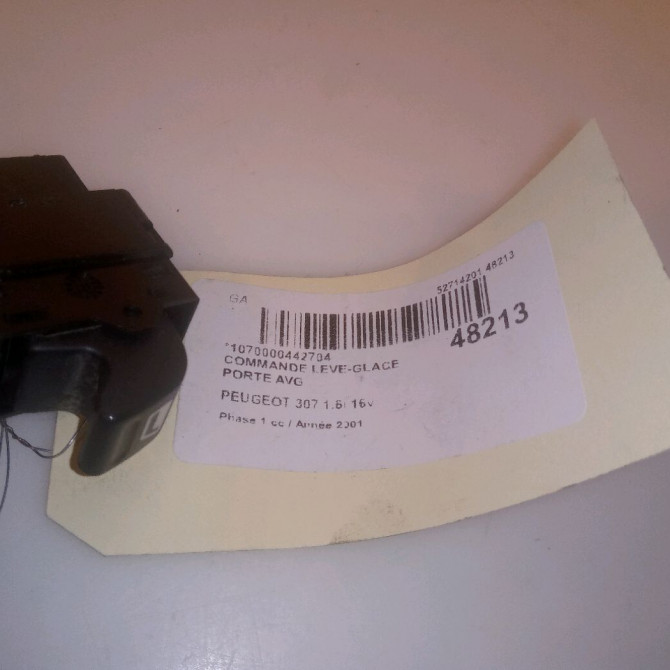 GA
52714201 48213
48213
*1070000442704
COMMANDE LEVE-GLACE
PORTE AVG
PEUGEOT 307 1.6i 16v
Phase 1 cc / Année 2001